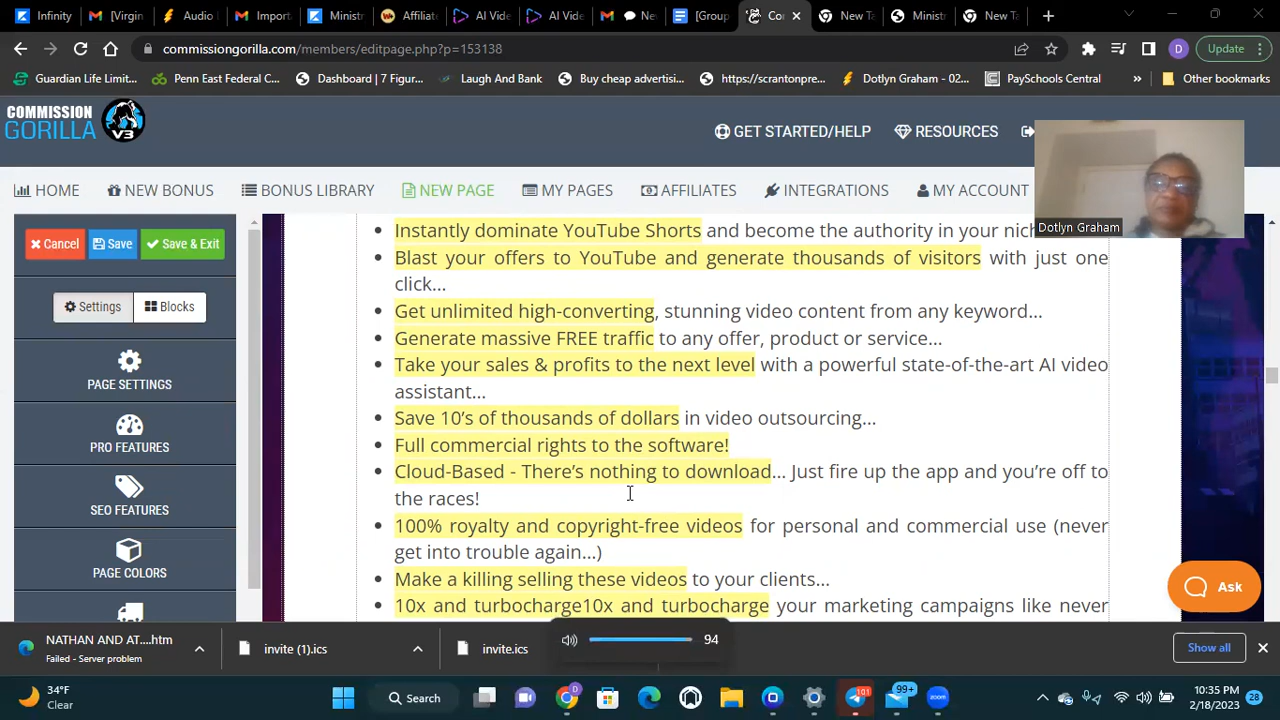 Infinity
[Virgin
Audio
Import
Ministr
Affiliate
AI Vide
AI Vide
Ne
[Group
Co
New Ta
Ministr
New Ta
commissiongorilla.com/members/editpage.php?p=153138
D
Update
Guardian Life Limit...
Penn East Federal C...
Dashboard | 7 Figur...
Laugh And Bank
Buy cheap advertisi...
https://scrantonpre...
Dotlyn Graham - 02...
PaySchools Central
»
Other bookmarks
COMMISSION
GORILLA
V3
GET STARTED/HELP
RESOURCES
HOME
NEW BONUS
BONUS LIBRARY
NEW PAGE
MY PAGES
AFFILIATES
INTEGRATIONS
MY ACCOUNT
Dotlyn Graham
Cancel
Save
Save & Exit
Settings
Blocks
PAGE SETTINGS
PRO FEATURES
SEO FEATURES
PAGE COLORS
Instantly dominate YouTube Shorts and become the authority in your nich
Blast your offers to YouTube and generate thousands of visitors with just one
click...
Get unlimited high-converting, stunning video content from any keyword...
Generate massive FREE traffic to any offer, product or service...
Take your sales & profits to the next level with a powerful state-of-the-art AI video
assistant...
Save 10’s of thousands of dollars in video outsourcing...
Full commercial rights to the software!
Cloud-Based - There’s nothing to download... Just fire up the app and you’re off to
the races!
100% royalty and copyright-free videos for personal and commercial use (never
get into trouble again...)
Make a killing selling these videos to your clients...
10x and turbocharge10x and turbocharge your marketing campaigns like never
Ask
NATHAN AND AT....htm
Failed - Server problem
invite (1).ics
invite.ics
94
Show all
34°F
Clear
Search
D
101
99+
zoom
10:35 PM
2/18/2023
28